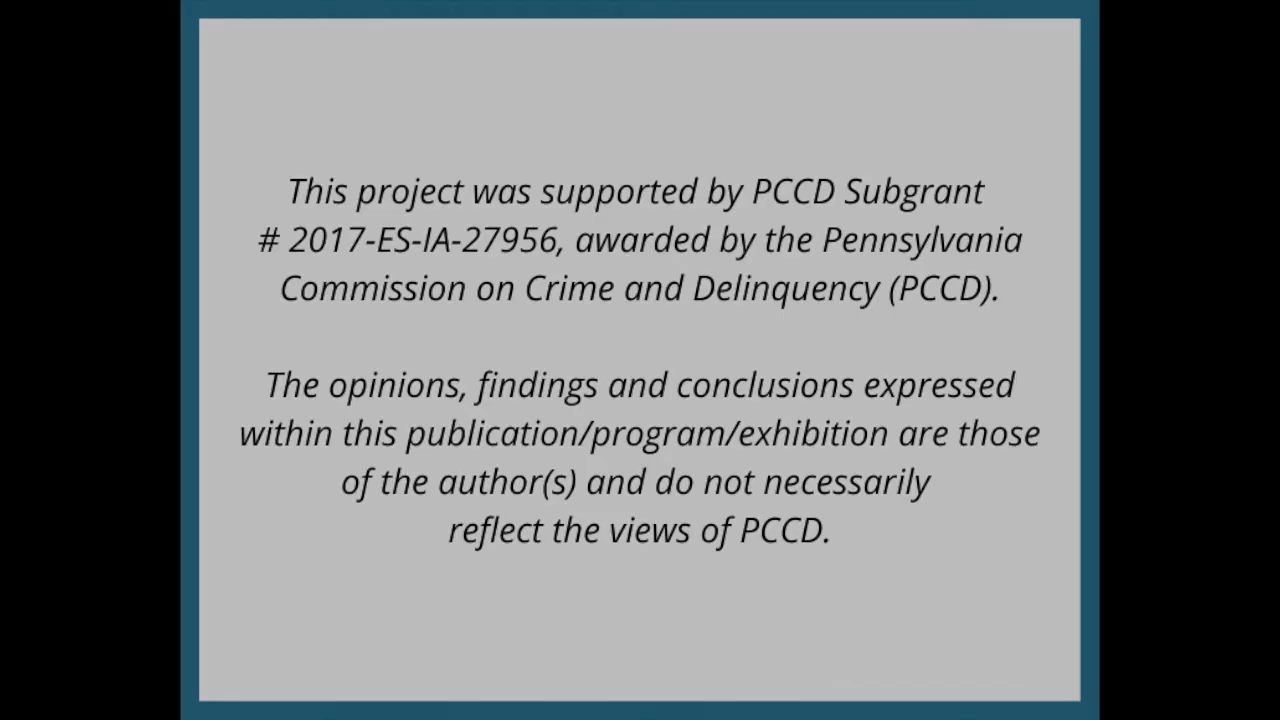 This project was supported by PCCD Subgrant
# 2017-ES-IA-27956, awarded by the Pennsylvania
Commission on Crime and Delinquency (PCCD).
The opinions, findings and conclusions expressed
within this publication/program/exhibition are those
of the author(s) and do not necessarily
reflect the views of PCCD.